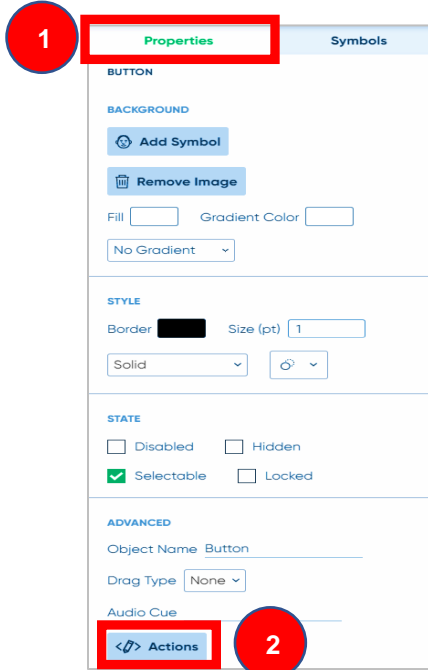 1
Properties Symbols
BUTTON
BACKGROUND
Add Symbol
Remove Image
Fill Gradient Color
No Gradient
STYLE
Border Size (pt) 1
Solid
STATE
Disabled Hidden
Selectable Locked
ADVANCED
Object Name Button
Drag Type None
Audio Cue
Actions 2